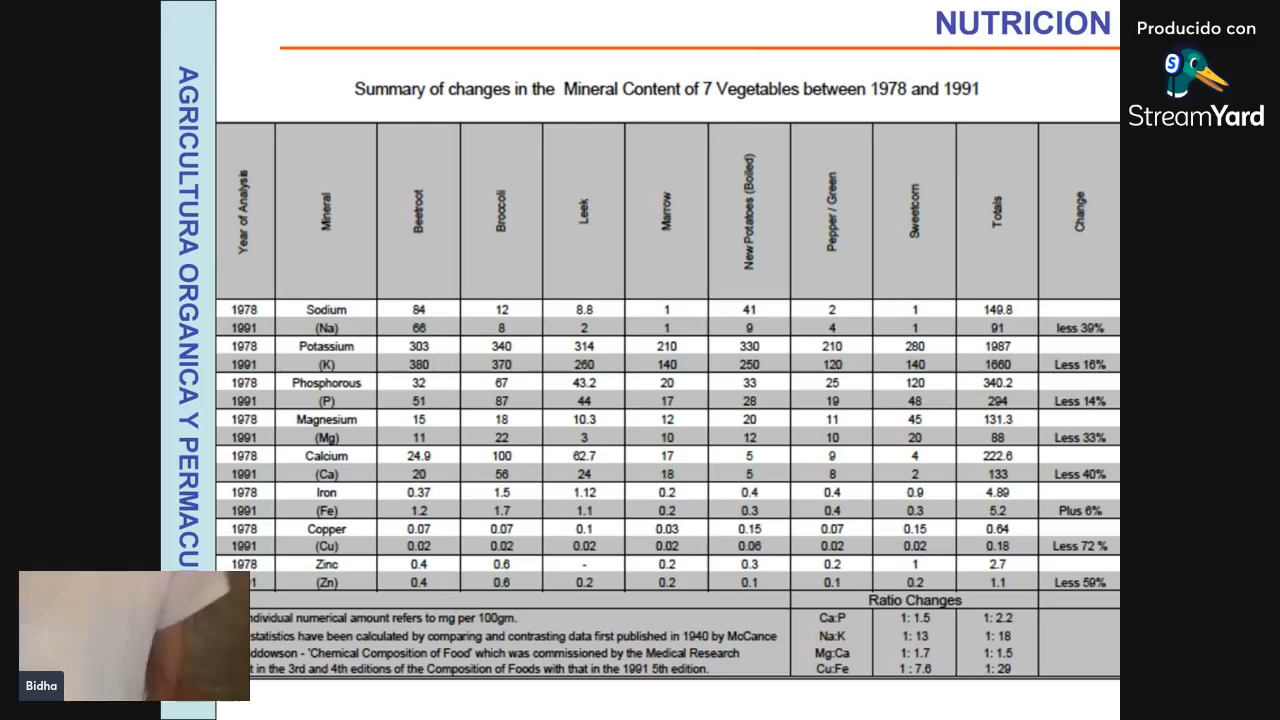 NUTRICION
Producido con
StreamYard
AGRICULTURA ORGANICA Y PERMACU
Summary of changes in the Mineral Content of 7 Vegetables between 1978 and 1991
Year of Analysis Mineral Beetroot Broccoli Leek Marrow New Potatoes (Boiled) Pepper / Green Sweetcorn Totals Change
1978 Sodium 84 12 8.8 1 41 2 1 149.8
1991 (Na) 66 8 2 1 9 4 1 91 less 39%
1978 Potassium 303 340 314 210 330 210 280 1987
1991 (K) 380 370 260 140 250 120 140 1660 Less 16%
1978 Phosphorous 32 67 43.2 20 33 25 120 340.2
1991 (P) 51 87 44 17 28 19 48 294 Less 14%
1978 Magnesium 15 18 10.3 12 20 11 45 131.3
1991 (Mg) 11 22 3 10 12 10 20 88 Less 33%
1978 Calcium 24.9 100 62.7 17 5 9 4 222.6
1991 (Ca) 20 56 24 18 5 8 2 133 Less 40%
1978 Iron 0.37 1.5 1.12 0.2 0.4 0.4 0.9 4.89
1991 (Fe) 1.2 1.7 1.1 0.2 0.3 0.4 0.3 5.2 Plus 6%
1978 Copper 0.07 0.07 0.1 0.03 0.15 0.07 0.15 0.64
1991 (Cu) 0.02 0.02 0.02 0.02 0.06 0.02 0.02 0.18 Less 72 %
1978 Zinc 0.4 0.6 - 0.2 0.3 0.2 1 2.7
1 (Zn) 0.4 0.6 0.2 0.2 0.1 0.1 0.2 1.1 Less 59%
Ratio Changes
dividual numerical amount refers to mg per 100gm. Ca:P 1: 1.5 1: 2.2
statistics have been calculated by comparing and contrasting data first published in 1940 by McCance Na:K 1: 13 1: 18
ddowson - 'Chemical Composition of Food' which was commissioned by the Medical Research Mg:Ca 1: 1.7 1: 1.5
t in the 3rd and 4th editions of the Composition of Foods with that in the 1991 5th edition. Cu:Fe 1 : 7.6 1: 29
Bidha